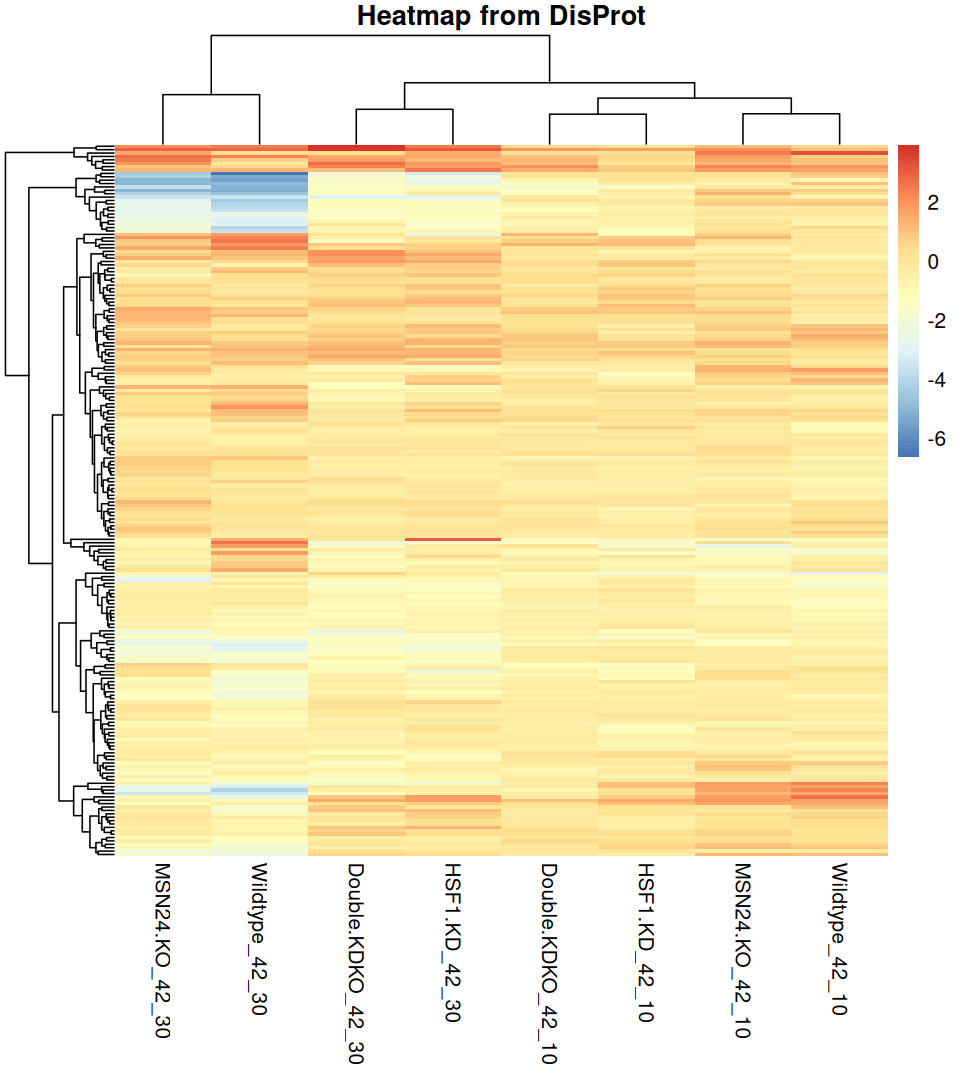 Heatmap from DisProt
2
0
-2
-4
-6
MSN24.KO_42_30
Wildtype_42_30
Double.KDKO_42_30
HSF1.KD_42_30
Double.KDKO_42_10
HSF1.KD_42_10
MSN24.KO_42_10
Wildtype_42_10